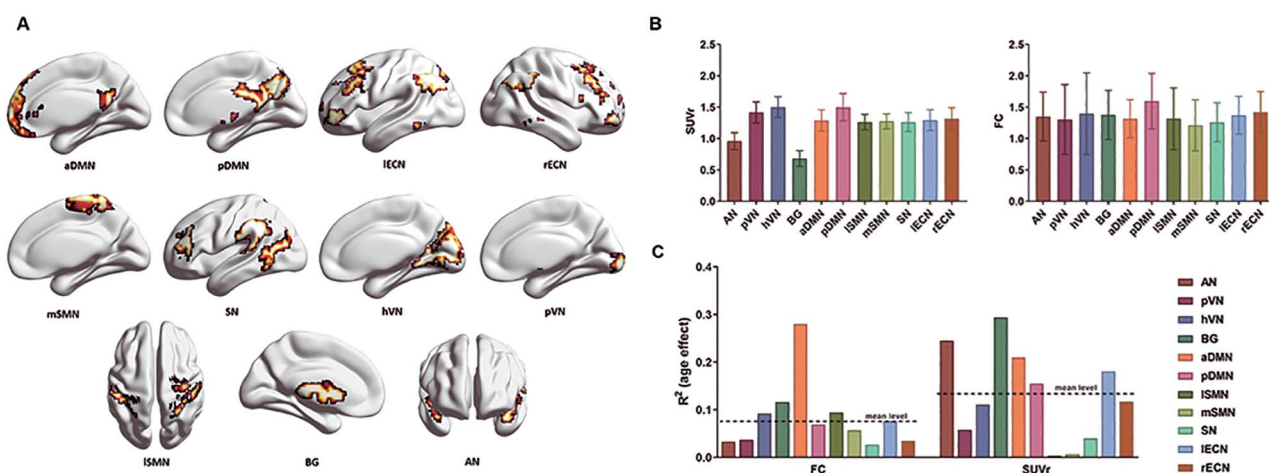 A
aDMN pDMN lECN rECN
mSMN SN hVN pVN
lSMN BG AN
B
2.5 2.0 1.5 1.0 0.5 0.0
SUVr
AN pVN hVN BG aDMN pDMN lSMN mSMN SN lECN rECN
2.5 2.0 1.5 1.0 0.5 0.0
FC
AN pVN hVN BG aDMN pDMN lSMN mSMN SN lECN rECN
C
0.4 0.3 0.2 0.1 0.0
R² (age effect)
mean level
mean level
FC SUVr
AN
pVN
hVN
BG
aDMN
pDMN
lSMN
mSMN
SN
lECN
rECN